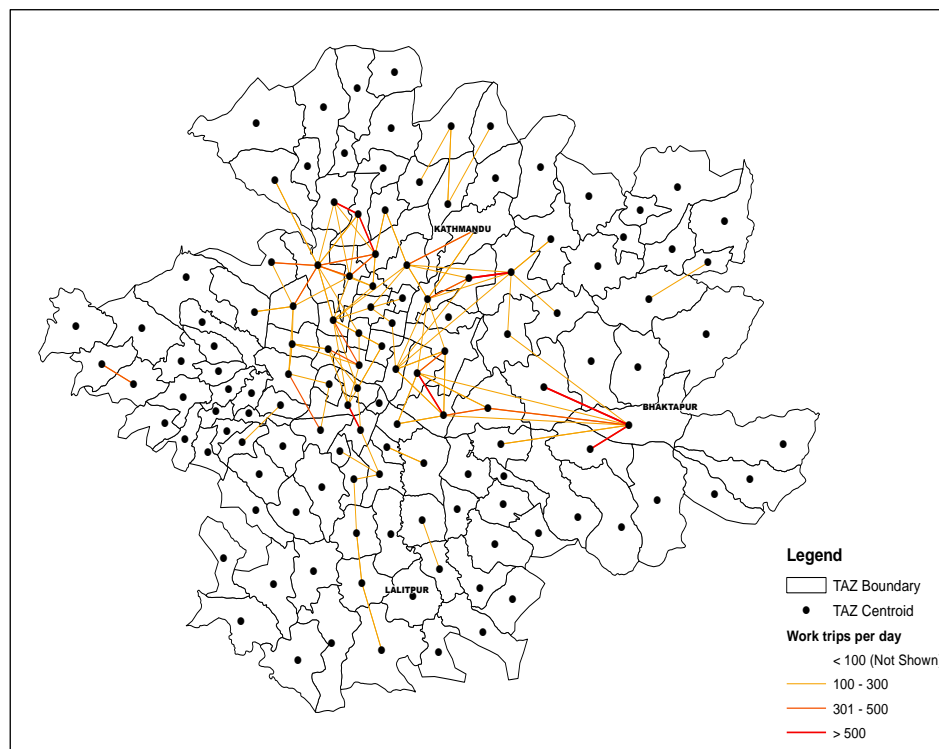 KATHMANDU
BHAKTAPUR
LALITPUR
Legend
TAZ Boundary
TAZ Centroid
Work trips per day
< 100 (Not Shown)
100 - 300
301 - 500
> 500